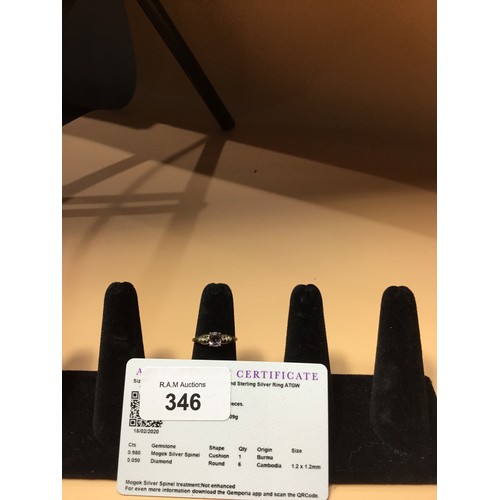 A CERTIFICATE
Siz nd Sterling Silver Ring ATGW
R.A.M Auctions
346
ieces.
09g
18/02/2020
Cts Gemstone Shape Qty Origin Size
0.980 Mogok Silver Spinel Cushion 1 Burma
0.050 Diamond Round 6 Cambodia 1.2 x 1.2mm
Mogok Silver Spinel treatment:Not enhanced
For even more information download the Gemporia app and scan the QRCode.